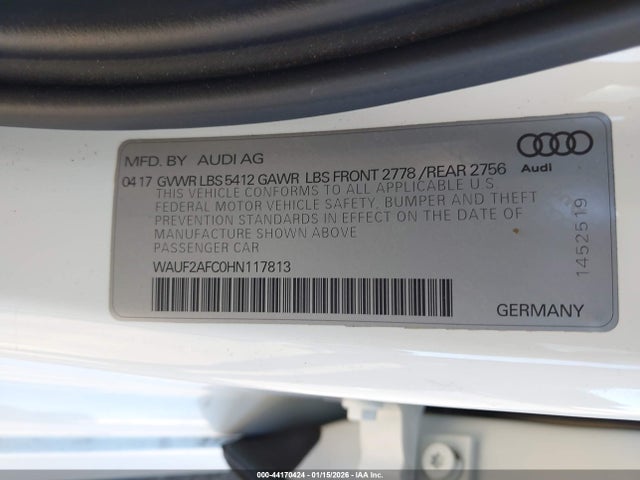 MFD. BY AUDI AG
Audi
04 17 GVWR LBS 5412 GAWR LBS FRONT 2778 /REAR 2756
THIS VEHICLE CONFORMS TO ALL APPLICABLE U.S
FEDERAL MOTOR VEHICLE SAFETY, BUMPER AND THEFT
PREVENTION STANDARDS IN EFFECT ON THE DATE OF
MANUFACTURE SHOWN ABOVE
PASSENGER CAR
WAUF2AFC0HN117813
GERMANY
1452519
000-44170424 - 01/15/2026 - IAAI.COM